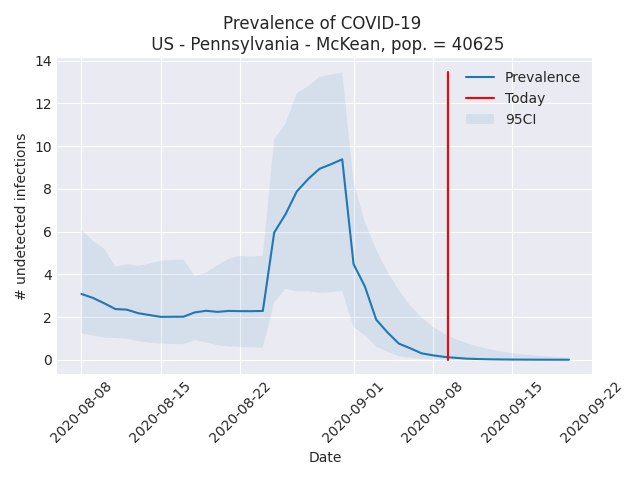 Prevalence of COVID-19
US - Pennsylvania - McKean, pop. = 40625
Prevalence
Today
95CI
# undetected infections
14
12
10
8
6
4
2
0
2020-08-08
2020-08-15
2020-08-22
2020-09-01
2020-09-08
2020-09-15
2020-09-22
Date